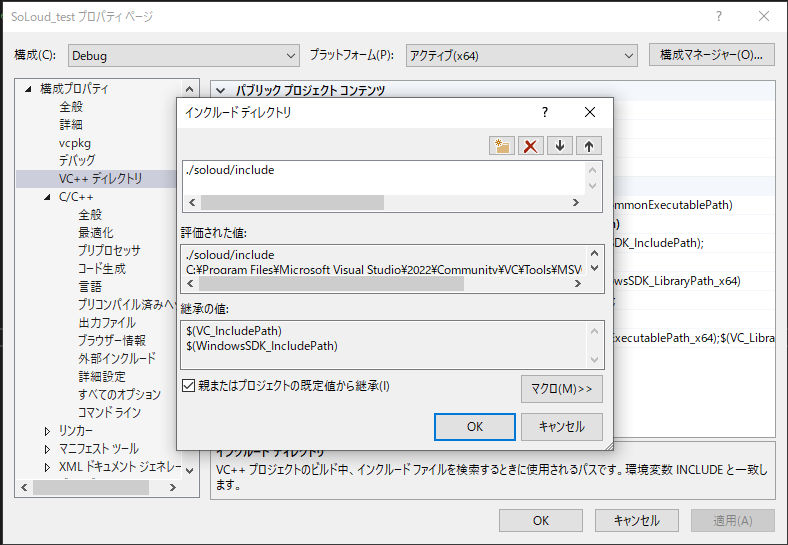 SoLoud_test プロパティ ページ
構成(C):
Debug
プラットフォーム(P):
アクティブ(x64)
構成マネージャー(O)...
構成プロパティ
全般
詳細
vcpkg
デバッグ
VC++ ディレクトリ
C/C++
全般
最適化
プリプロセッサ
コード生成
言語
プリコンパイル済みヘッ
出力ファイル
ブラウザー情報
外部インクルード
詳細設定
すべてのオプション
コマンド ライン
リンカー
マニフェスト ツール
XML ドキュメント ジェネレー
パブリック プロジェクト コンテンツ
ommonExecutablePath)
SDK_IncludePath);
owsSDK_LibraryPath_x64)
ExecutablePath_x64);$(VC_Libra
インクルード ディレクトリ
./soloud/include
評価された値:
./soloud/include
C:¥Program Files¥Microsoft Visual Studio¥2022¥Community¥VC¥Tools¥MSV
継承の値:
$(VC_IncludePath)
$(WindowsSDK_IncludePath)
親またはプロジェクトの既定値から継承(I)
マクロ(M)>>
OK
キャンセル
インクルード ディレクトリ
VC++ プロジェクトのビルド中、インクルード ファイルを検索するときに使用されるパスです。環境変数 INCLUDE と一致し
ます。
OK
キャンセル
適用(A)